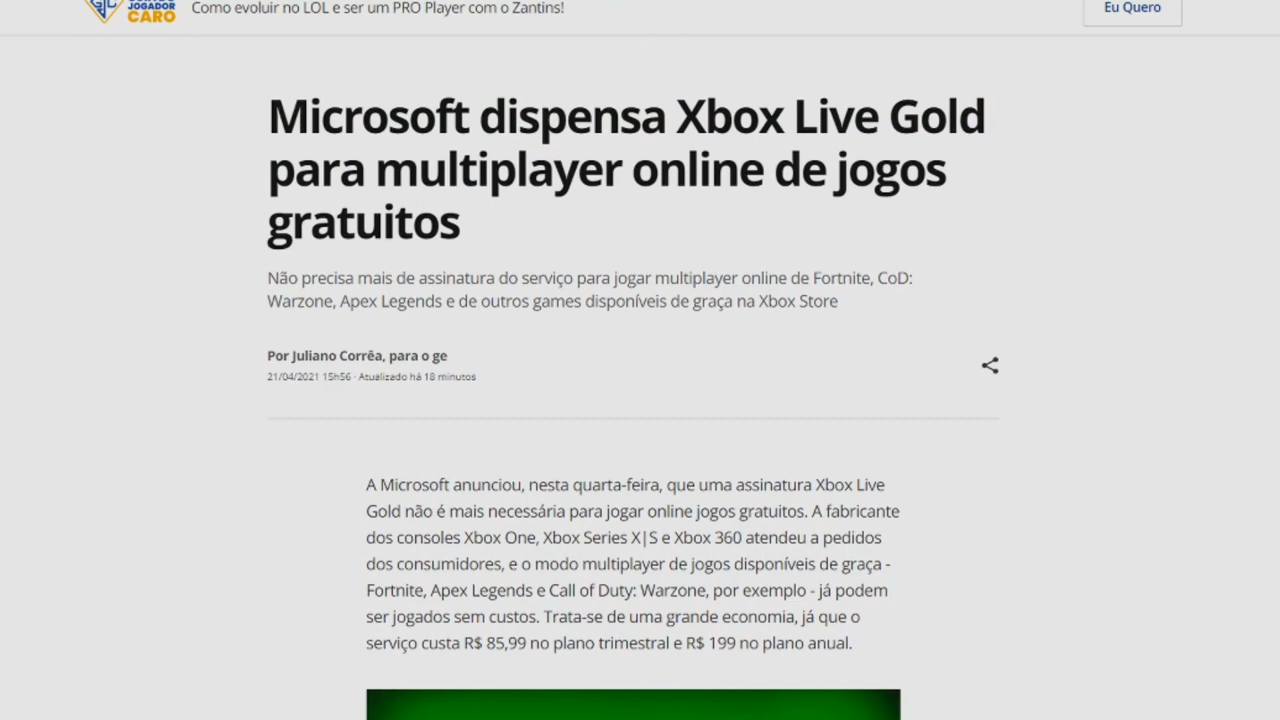 JOGADOR
CARO
Como evoluir no LOL e ser um PRO Player com o Zantins!
Eu Quero
Microsoft dispensa Xbox Live Gold
para multiplayer online de jogos
gratuitos
Não precisa mais de assinatura do serviço para jogar multiplayer online de Fortnite, CoD:
Warzone, Apex Legends e de outros games disponíveis de graça na Xbox Store
Por Juliano Corrêa, para o ge
21/04/2021 15h56 · Atualizado há 18 minutos
A Microsoft anunciou, nesta quarta-feira, que uma assinatura Xbox Live
Gold não é mais necessária para jogar online jogos gratuitos. A fabricante
dos consoles Xbox One, Xbox Series X|S e Xbox 360 atendeu a pedidos
dos consumidores, e o modo multiplayer de jogos disponíveis de graça -
Fortnite, Apex Legends e Call of Duty: Warzone, por exemplo - já podem
ser jogados sem custos. Trata-se de uma grande economia, já que o
serviço custa R$ 85,99 no plano trimestral e R$ 199 no plano anual.